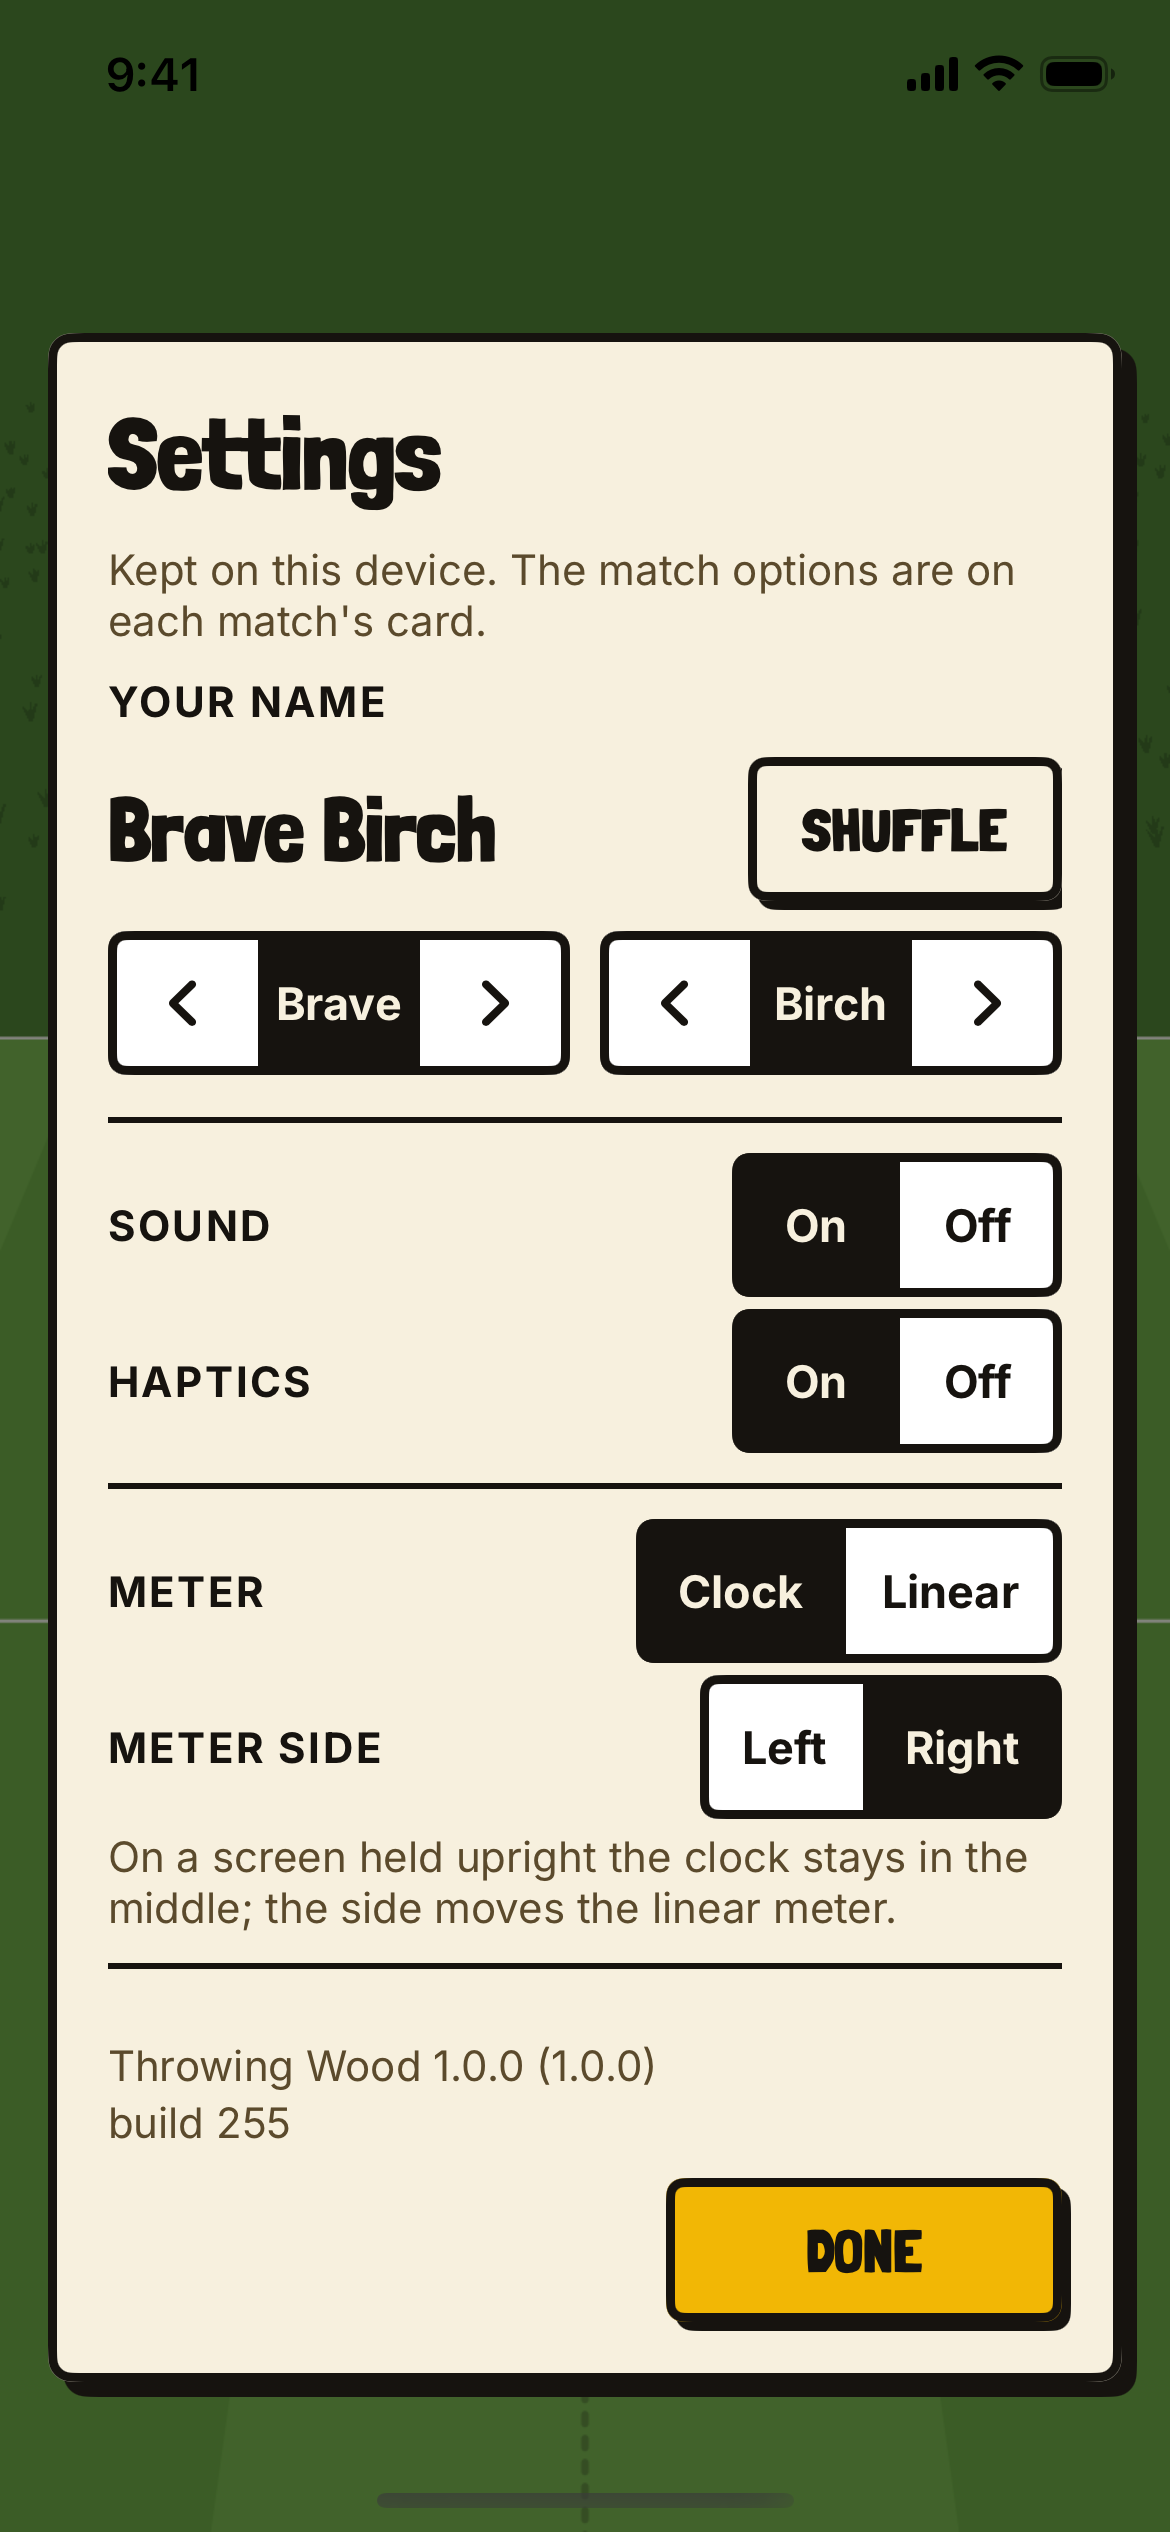 9:41
Settings
Kept on this device. The match options are on
each match's card.
YOUR NAME
Brave Birch
SHUFFLE
Brave
Birch
SOUND
On
Off
HAPTICS
On
Off
METER
Clock
Linear
METER SIDE
Left
Right
On a screen held upright the clock stays in the
middle; the side moves the linear meter.
Throwing Wood 1.0.0 (1.0.0)
build 255
DONE